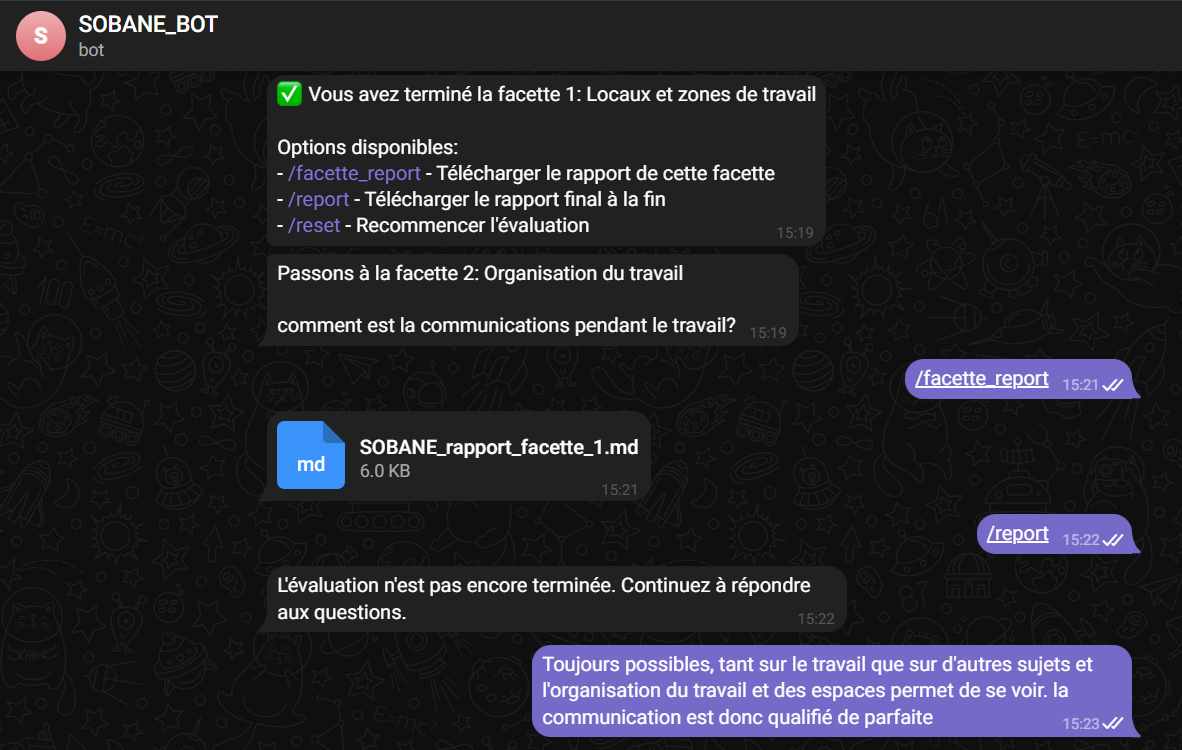 S
SOBANE_BOT
bot
✅ Vous avez terminé la facette 1: Locaux et zones de travail
Options disponibles:
- /facette_report - Télécharger le rapport de cette facette
- /report - Télécharger le rapport final à la fin
- /reset - Recommencer l'évaluation
15:19
Passons à la facette 2: Organisation du travail
comment est la communications pendant le travail?
15:19
/facette_report 15:21
md
SOBANE_rapport_facette_1.md
6.0 KB
15:21
/report 15:22
L'évaluation n'est pas encore terminée. Continuez à répondre
aux questions.
15:22
Toujours possibles, tant sur le travail que sur d'autres sujets et
l'organisation du travail et des espaces permet de se voir. la
communication est donc qualifié de parfaite
15:23